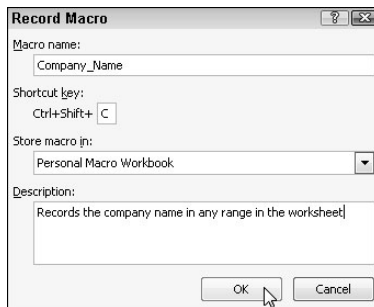 Record Macro
Macro name:
Company_Name
Shortcut key:
Ctrl+Shift+ C
Store macro in:
Personal Macro Workbook
Description:
Records the company name in any range in the worksheet
OK Cancel